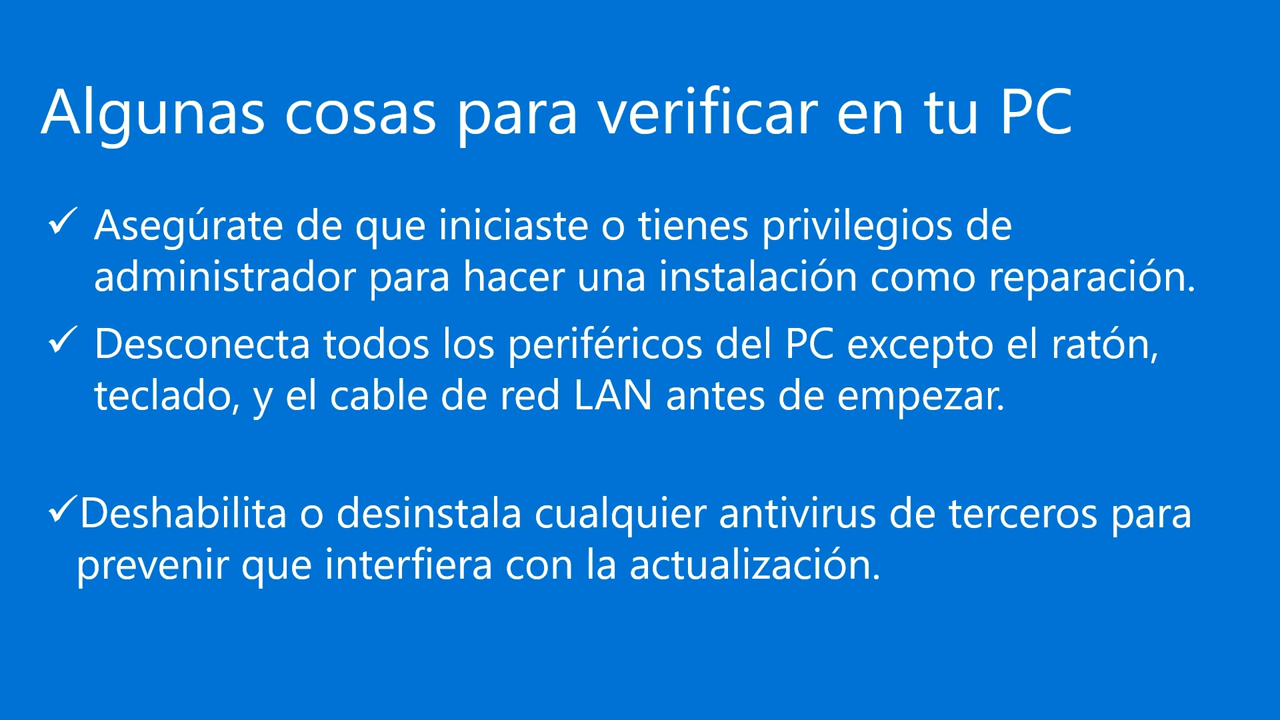 Algunas cosas para verificar en tu PC
✓ Asegúrate de que iniciaste o tienes privilegios de
administrador para hacer una instalación como reparación.
✓ Desconecta todos los periféricos del PC excepto el ratón,
teclado, y el cable de red LAN antes de empezar.
✓Deshabilita o desinstala cualquier antivirus de terceros para
prevenir que interfiera con la actualización.